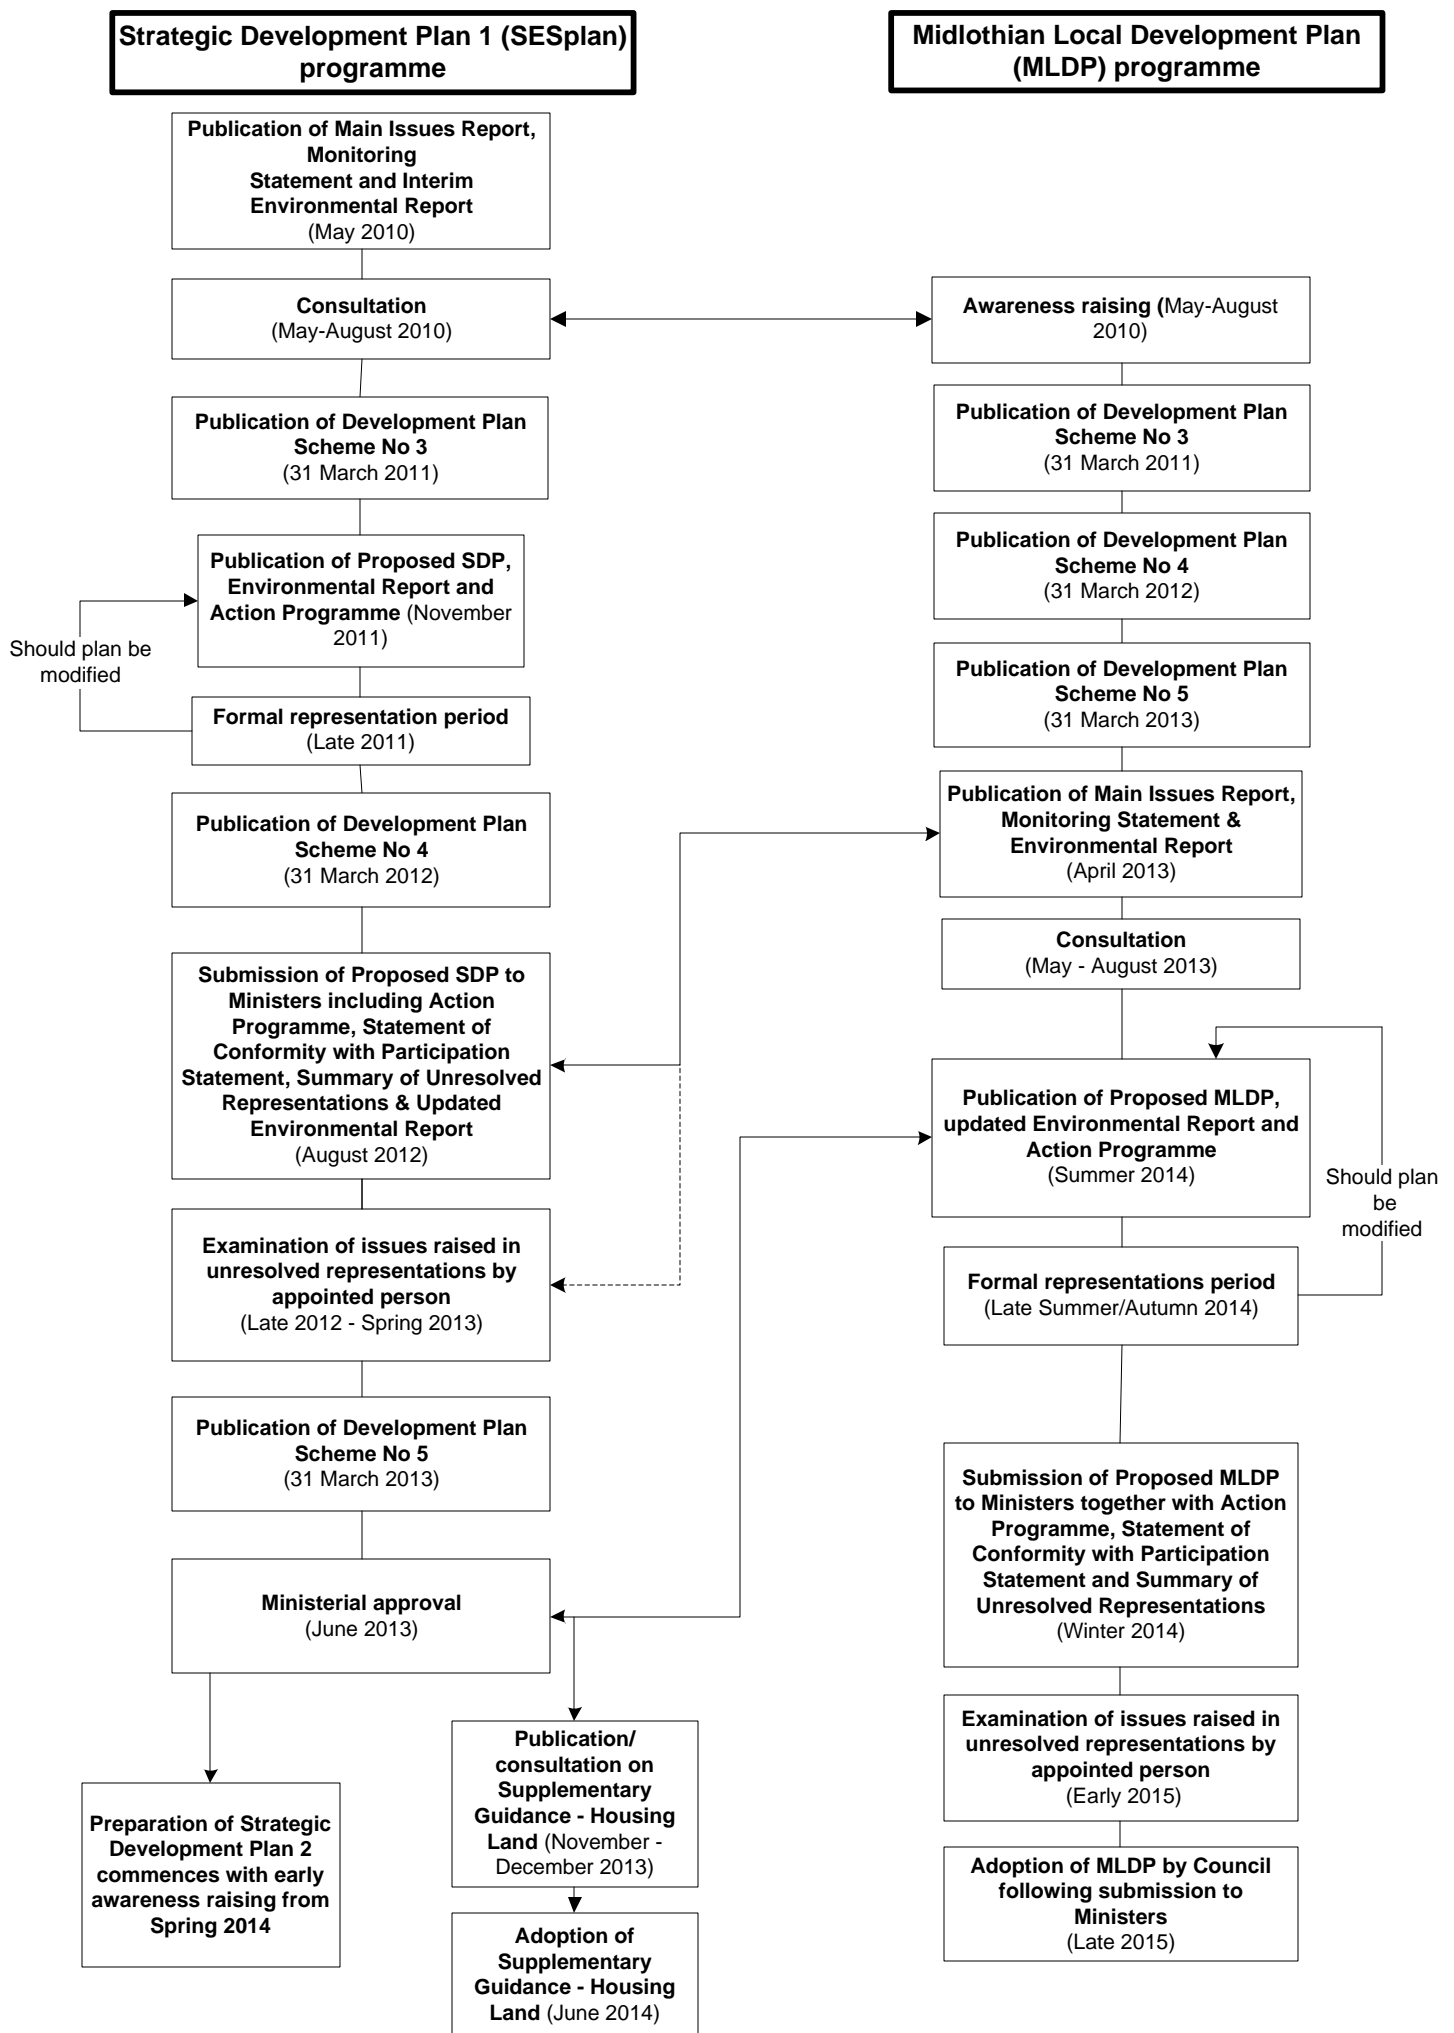 Strategic Development Plan 1 (SESplan)
programme
Publication of Main Issues Report,
Monitoring
Statement and Interim
Environmental Report
(May 2010)
Consultation
(May-August 2010)
Publication of Development Plan
Scheme No 3
(31 March 2011)
Publication of Proposed SDP,
Environmental Report and
Action Programme (November
2011)
Should plan be
modified
Formal representation period
(Late 2011)
Publication of Development Plan
Scheme No 4
(31 March 2012)
Submission of Proposed SDP to
Ministers including Action
Programme, Statement of
Conformity with Participation
Statement, Summary of Unresolved
Representations & Updated
Environmental Report
(August 2012)
Examination of issues raised in
unresolved representations by
appointed person
(Late 2012 - Spring 2013)
Publication of Development Plan
Scheme No 5
(31 March 2013)
Ministerial approval
(June 2013)
Preparation of Strategic
Development Plan 2
commences with early
awareness raising from
Spring 2014
Publication/
consultation on
Supplementary
Guidance - Housing
Land (November -
December 2013)
Adoption of
Supplementary
Guidance - Housing
Land (June 2014)
Midlothian Local Development Plan
(MLDP) programme
Awareness raising (May-August
2010)
Publication of Development Plan
Scheme No 3
(31 March 2011)
Publication of Development Plan
Scheme No 4
(31 March 2012)
Publication of Development Plan
Scheme No 5
(31 March 2013)
Publication of Main Issues Report,
Monitoring Statement &
Environmental Report
(April 2013)
Consultation
(May - August 2013)
Publication of Proposed MLDP,
updated Environmental Report and
Action Programme
(Summer 2014)
Should plan
be
modified
Formal representations period
(Late Summer/Autumn 2014)
Submission of Proposed MLDP
to Ministers together with Action
Programme, Statement of
Conformity with Participation
Statement and Summary of
Unresolved Representations
(Winter 2014)
Examination of issues raised in
unresolved representations by
appointed person
(Early 2015)
Adoption of MLDP by Council
following submission to
Ministers
(Late 2015)